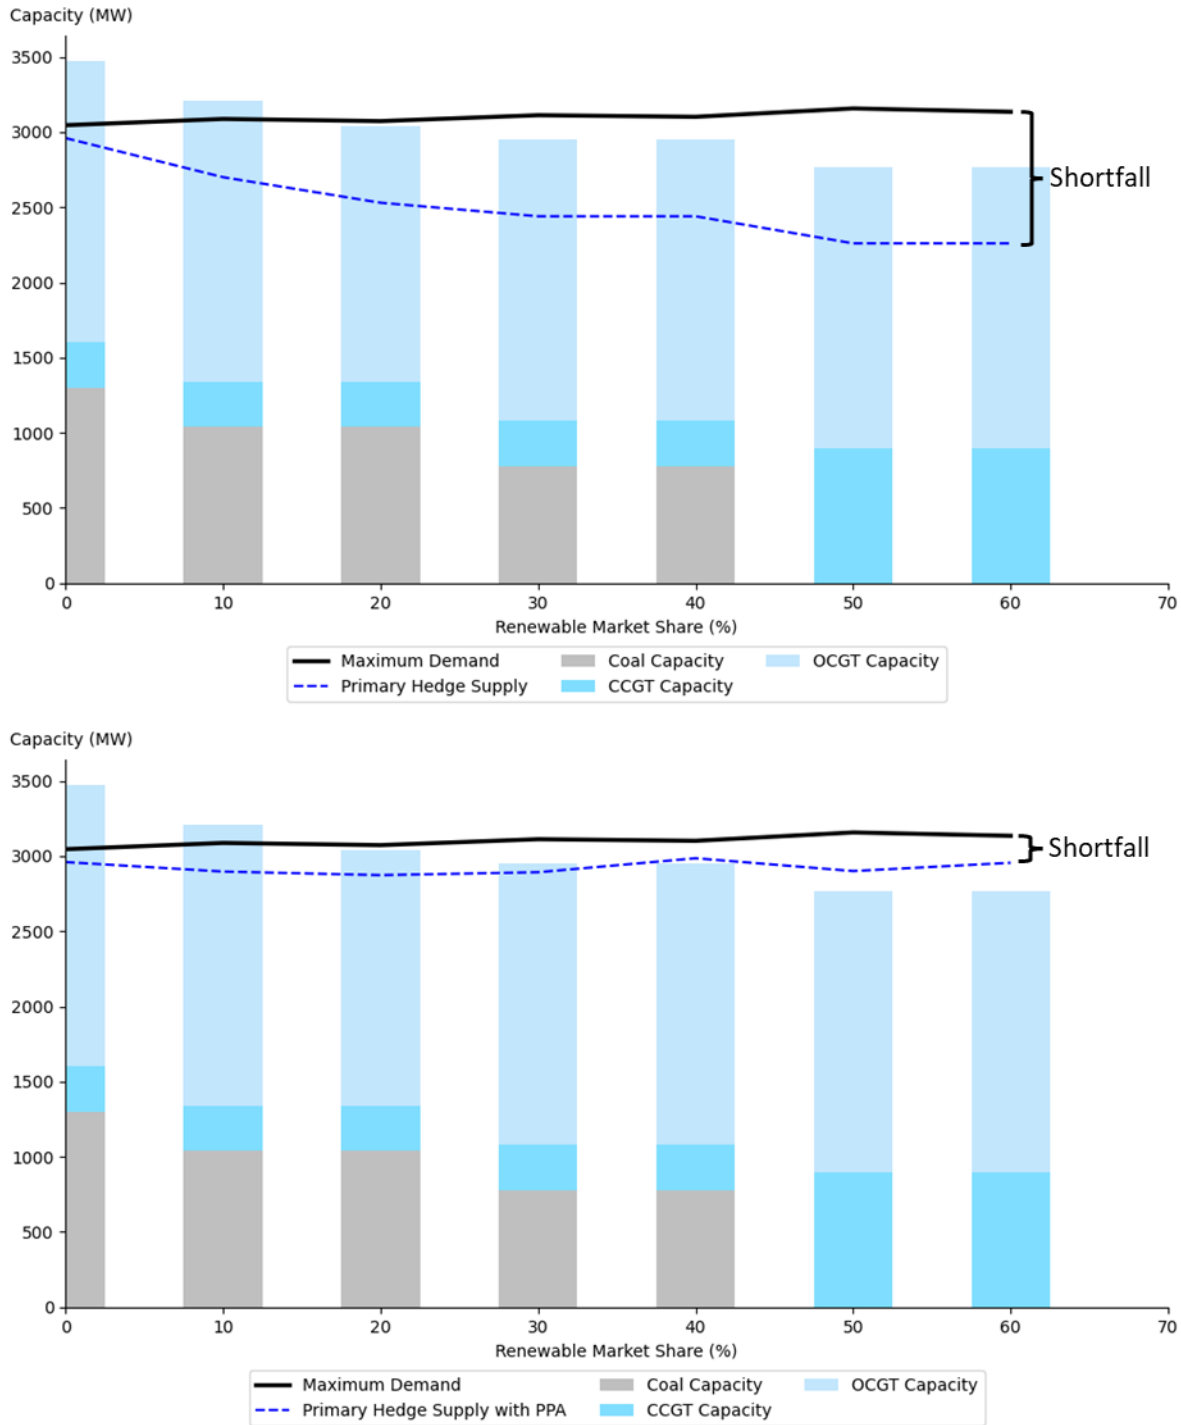 Capacity (MW)
3500
3000
2500
2000
1500
1000
500
0
Shortfall
0 10 20 30 40 50 60 70
Renewable Market Share (%)
Maximum Demand Coal Capacity OCGT Capacity
Primary Hedge Supply CCGT Capacity
Capacity (MW)
3500
3000
2500
2000
1500
1000
500
0
Shortfall
0 10 20 30 40 50 60 70
Renewable Market Share (%)
Maximum Demand Coal Capacity OCGT Capacity
Primary Hedge Supply with PPA CCGT Capacity